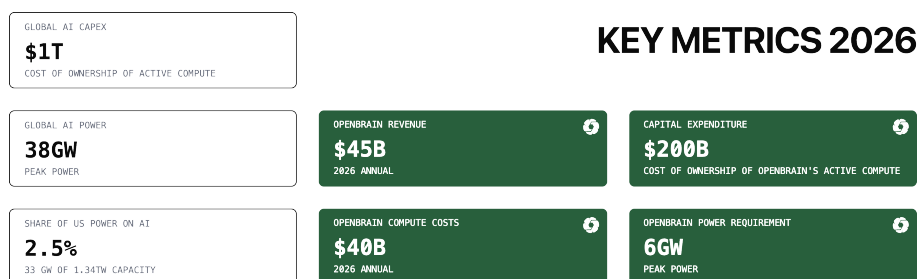 GLOBAL AI CAPEX
$1T
COST OF OWNERSHIP OF ACTIVE COMPUTE
KEY METRICS 2026
GLOBAL AI POWER
38GW
PEAK POWER
OPENBRAIN REVENUE
$45B
2026 ANNUAL
CAPITAL EXPENDITURE
$200B
COST OF OWNERSHIP OF OPENBRAIN'S ACTIVE COMPUTE
SHARE OF US POWER ON AI
2.5%
33 GW OF 1.34TW CAPACITY
OPENBRAIN COMPUTE COSTS
$40B
2026 ANNUAL
OPENBRAIN POWER REQUIREMENT
6GW
PEAK POWER